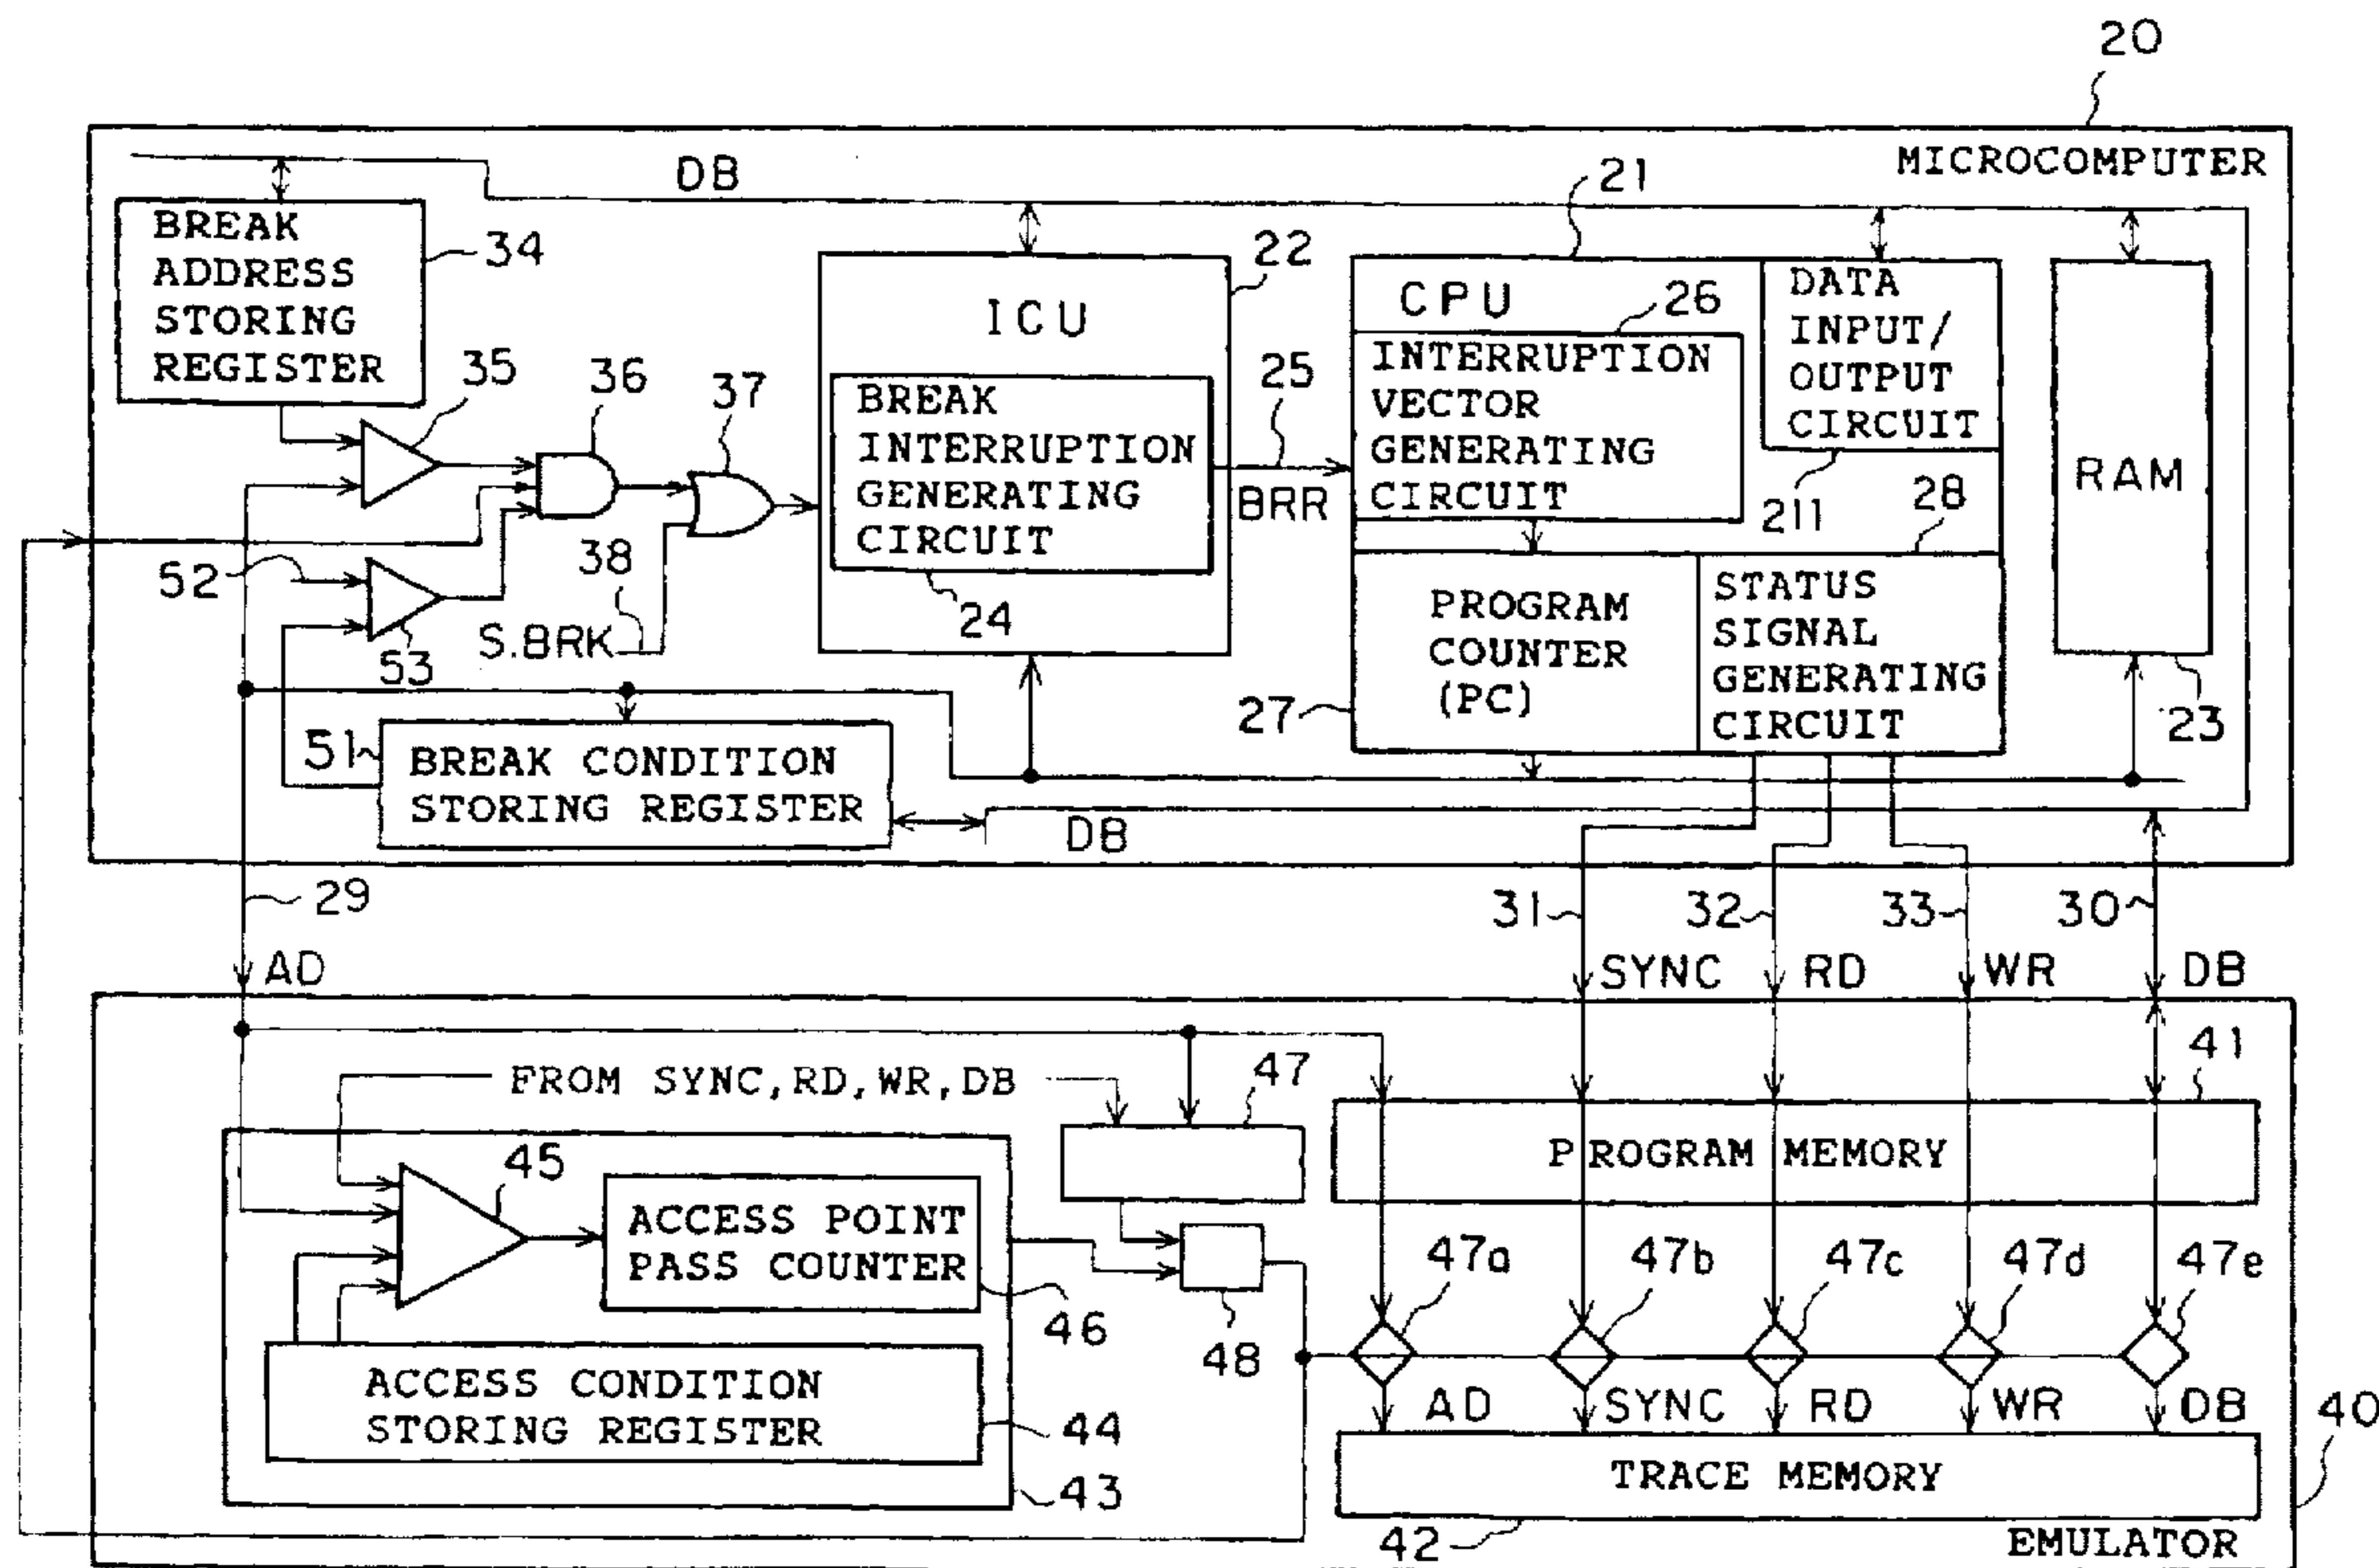 20
MICROCOMPUTER
DB
21
BREAK
ADDRESS
STORING
REGISTER
34
22
ICU
CPU
26
DATA
INPUT/
OUTPUT
CIRCUIT
211
INTERRUPTION
VECTOR
GENERATING
CIRCUIT
RAM
35
36
37
BREAK
INTERRUPTION
GENERATING
CIRCUIT
24
25
BRR
28
52
53
38
S.BRK
PROGRAM
COUNTER
(PC)
27
STATUS
SIGNAL
GENERATING
CIRCUIT
23
51
BREAK CONDITION
STORING REGISTER
DB
29
31
32
33
30
AD
SYNC
RD
WR
DB
FROM SYNC,RD,WR,DB
47
41
PROGRAM MEMORY
45
ACCESS POINT
PASS COUNTER
46
48
47a
47b
47c
47d
47e
ACCESS CONDITION
STORING REGISTER
44
43
AD
SYNC
RD
WR
DB
40
TRACE MEMORY
42
EMULATOR